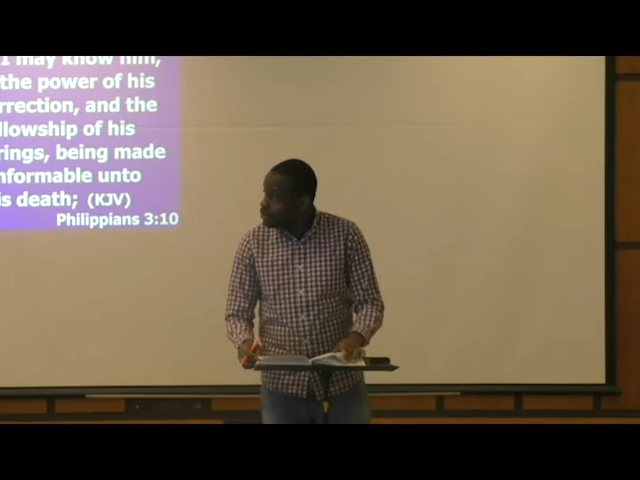 I may know him,
the power of his
rrection, and the
llowship of his
rings, being made
nformable unto
is death; (KJV)
Philippians 3:10